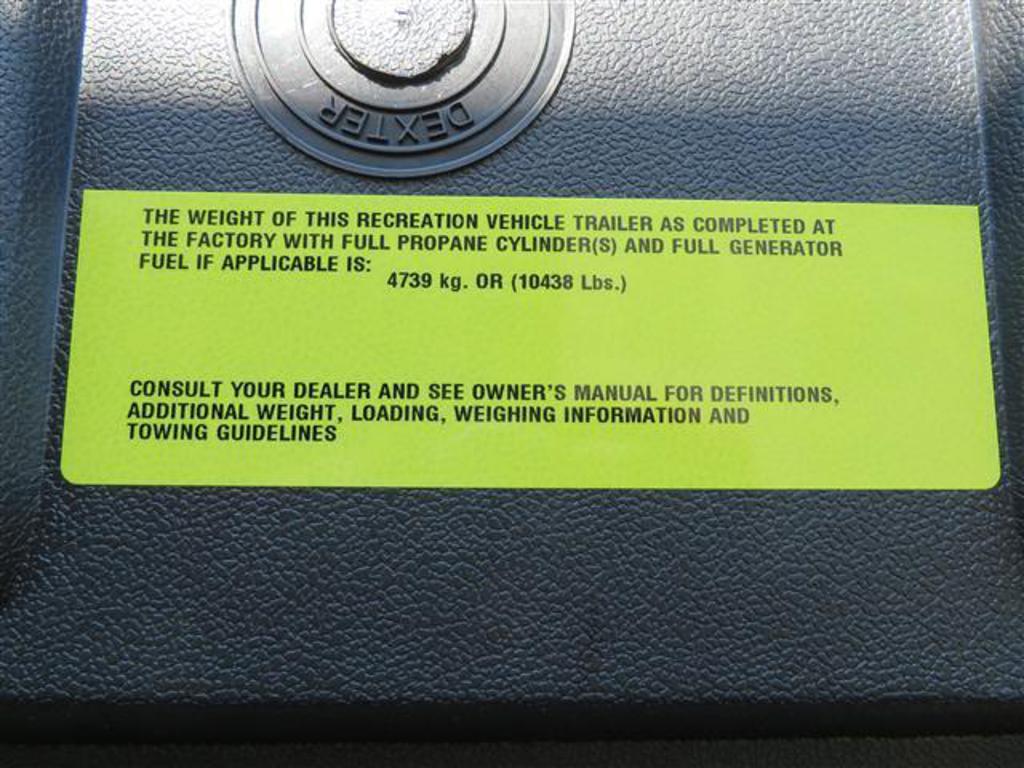 DEXTER
THE WEIGHT OF THIS RECREATION VEHICLE TRAILER AS COMPLETED AT
THE FACTORY WITH FULL PROPANE CYLINDER(S) AND FULL GENERATOR
FUEL IF APPLICABLE IS:
4739 kg. OR (10438 Lbs.)
CONSULT YOUR DEALER AND SEE OWNER'S MANUAL FOR DEFINITIONS,
ADDITIONAL WEIGHT, LOADING, WEIGHING INFORMATION AND
TOWING GUIDELINES